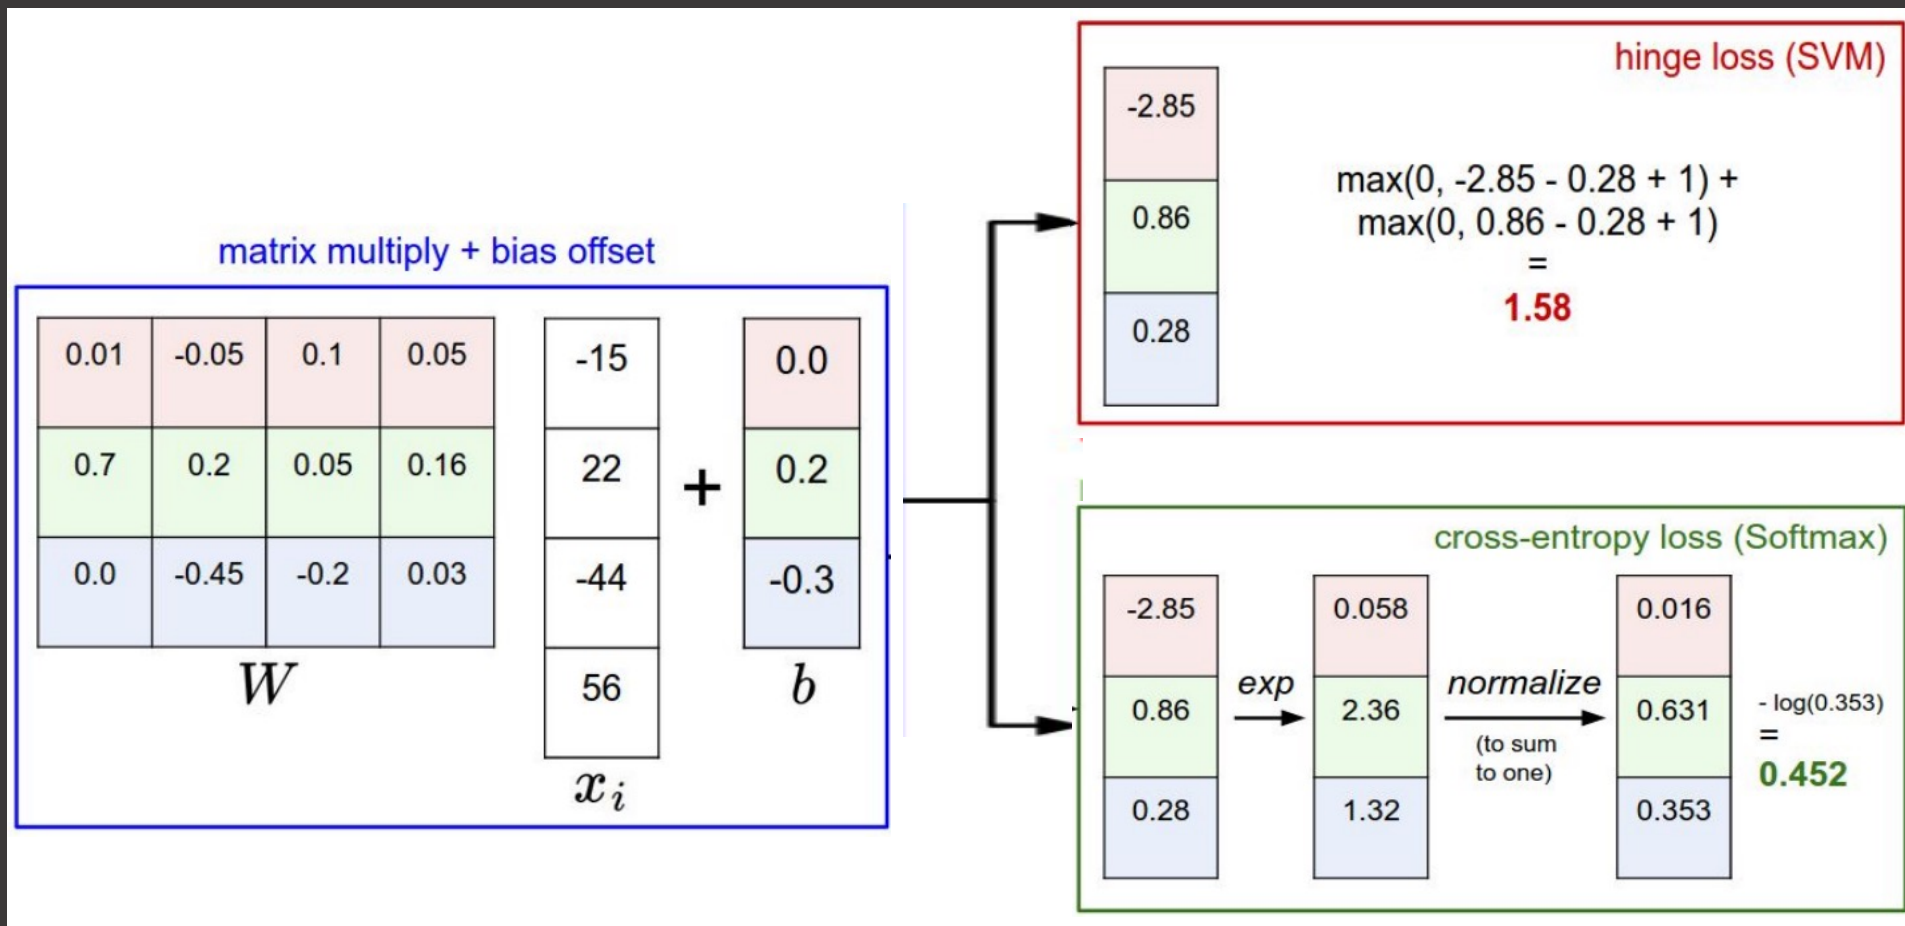 matrix multiply + bias offset
0.01 -0.05 0.1 0.05
0.7 0.2 0.05 0.16
0.0 -0.45 -0.2 0.03
W
-15
22
-44
56
x_i
+
0.0
0.2
-0.3
b
hinge loss (SVM)
-2.85
0.86
0.28
max(0, -2.85 - 0.28 + 1) +
max(0, 0.86 - 0.28 + 1)
=
1.58
cross-entropy loss (Softmax)
-2.85
0.86
0.28
exp
0.058
2.36
1.32
normalize
(to sum
to one)
0.016
0.631
0.353
- log(0.353)
=
0.452